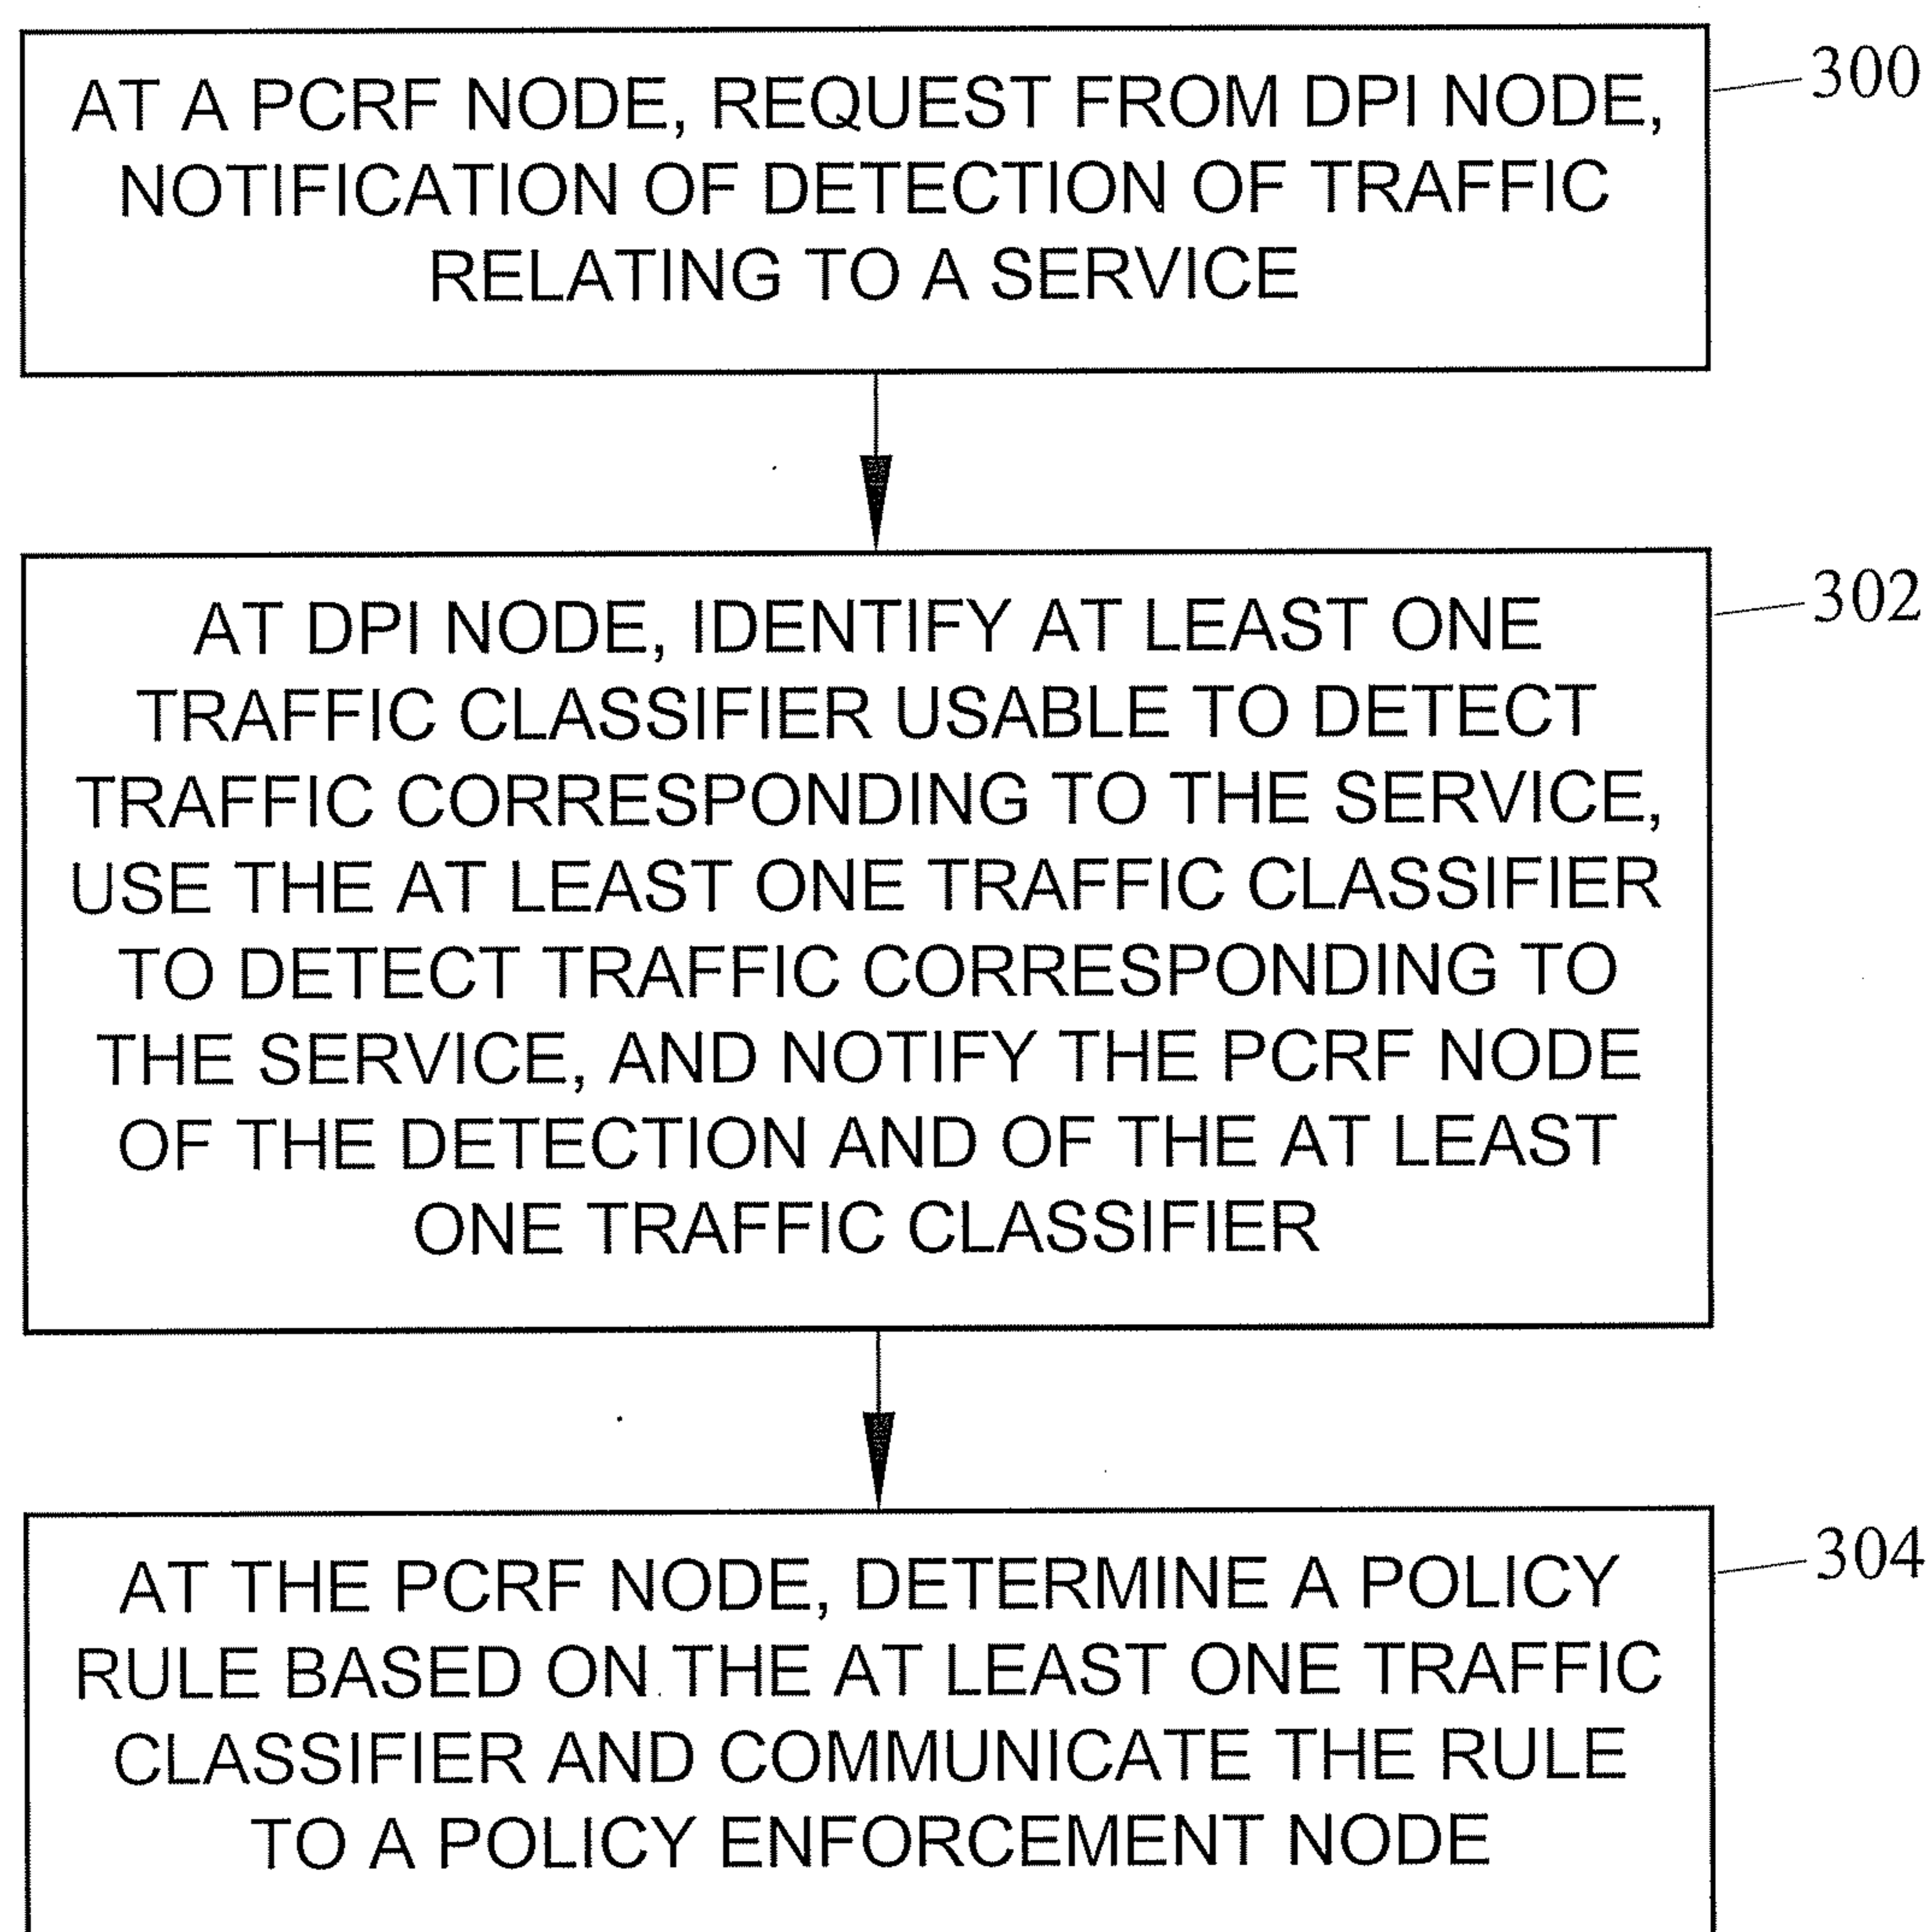 AT A PCRF NODE, REQUEST FROM DPI NODE,
NOTIFICATION OF DETECTION OF TRAFFIC
RELATING TO A SERVICE
300
AT DPI NODE, IDENTIFY AT LEAST ONE
TRAFFIC CLASSIFIER USABLE TO DETECT
TRAFFIC CORRESPONDING TO THE SERVICE,
USE THE AT LEAST ONE TRAFFIC CLASSIFIER
TO DETECT TRAFFIC CORRESPONDING TO
THE SERVICE, AND NOTIFY THE PCRF NODE
OF THE DETECTION AND OF THE AT LEAST
ONE TRAFFIC CLASSIFIER
302
AT THE PCRF NODE, DETERMINE A POLICY
RULE BASED ON THE AT LEAST ONE TRAFFIC
CLASSIFIER AND COMMUNICATE THE RULE
TO A POLICY ENFORCEMENT NODE
304